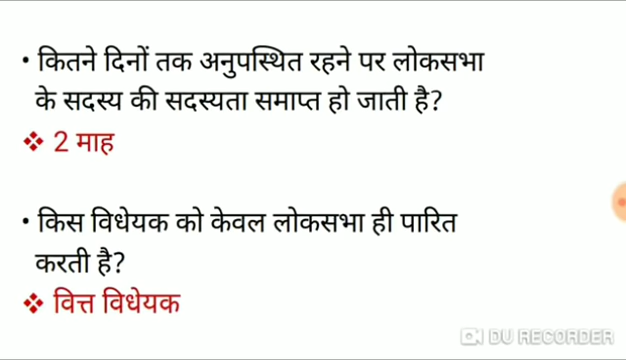 • कितने दिनों तक अनुपस्थित रहने पर लोकसभा
के सदस्य की सदस्यता समाप्त हो जाती है?
❖ 2 माह
• किस विधेयक को केवल लोकसभा ही पारित
करती है?
❖ वित्त विधेयक
DU RECORDER